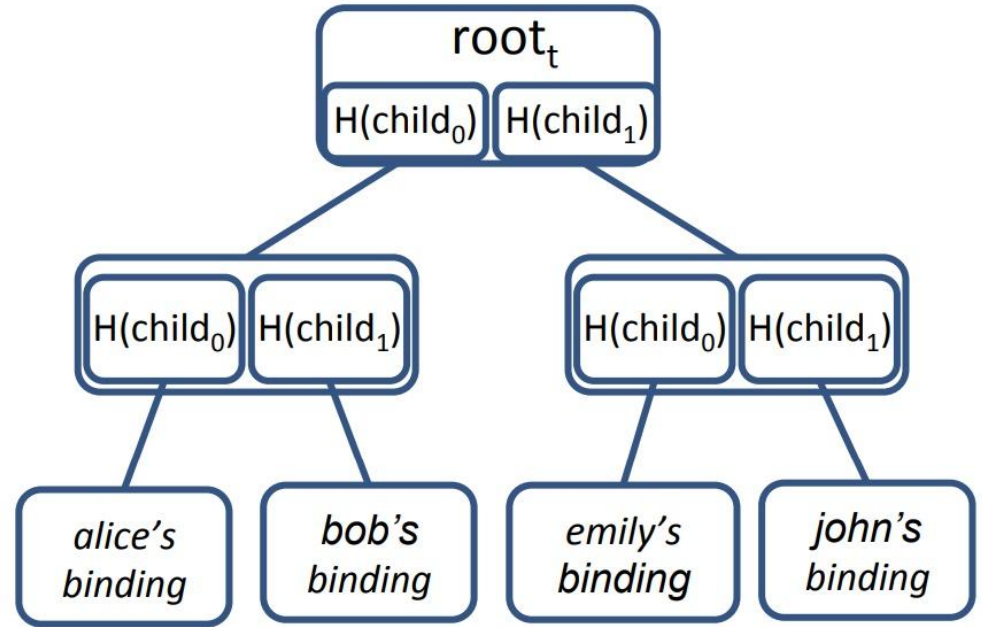 root_t
H(child_0) H(child_1)
H(child_0) H(child_1) H(child_0) H(child_1)
alice's bob's emily's john's
binding binding binding binding